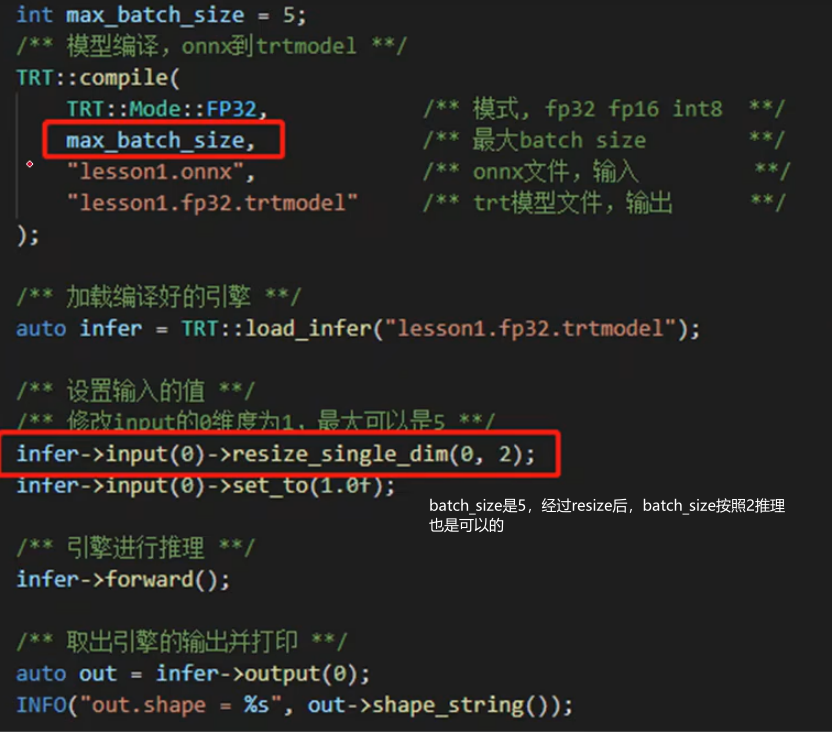 int max_batch_size = 5;
/** 模型编译，onnx到trtmodel **/
TRT::compile(
TRT::Mode::FP32, /** 模式, fp32 fp16 int8 **/
max_batch_size, /** 最大batch size **/
"lesson1.onnx", /** onnx文件，输入 **/
"lesson1.fp32.trtmodel" /** trt模型文件，输出 **/
);
/** 加载编译好的引擎 **/
auto infer = TRT::load_infer("lesson1.fp32.trtmodel");
/** 设置输入的值 **/
/** 修改input的0维度为1，最大可以是5 **/
infer->input(0)->resize_single_dim(0, 2);
infer->input(0)->set_to(1.0f);
batch_size是5，经过resize后，batch_size按照2推理
也是可以的
/** 引擎进行推理 **/
infer->forward();
/** 取出引擎的输出并打印 **/
auto out = infer->output(0);
INFO("out.shape = %s", out->shape_string());